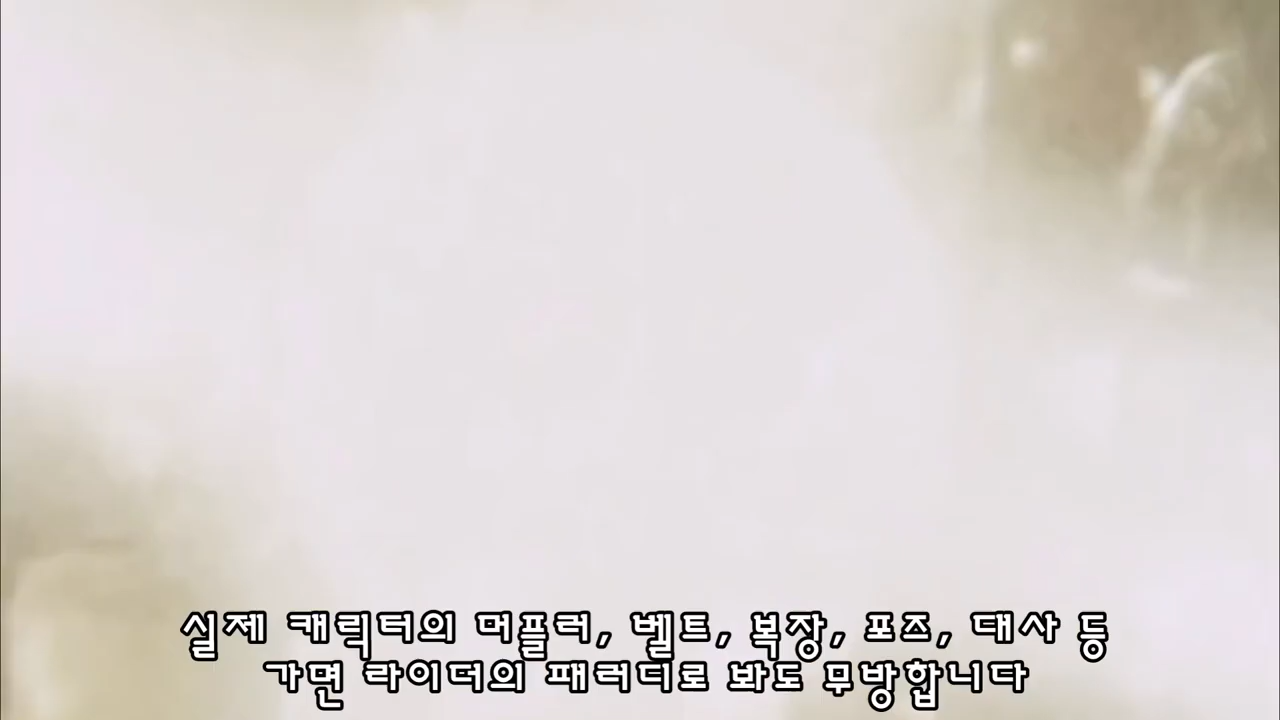 실제 캐릭터의 머플러, 벨트, 복장, 포즈, 대사 등
가면 라이더의 패러디로 봐도 무방합니다